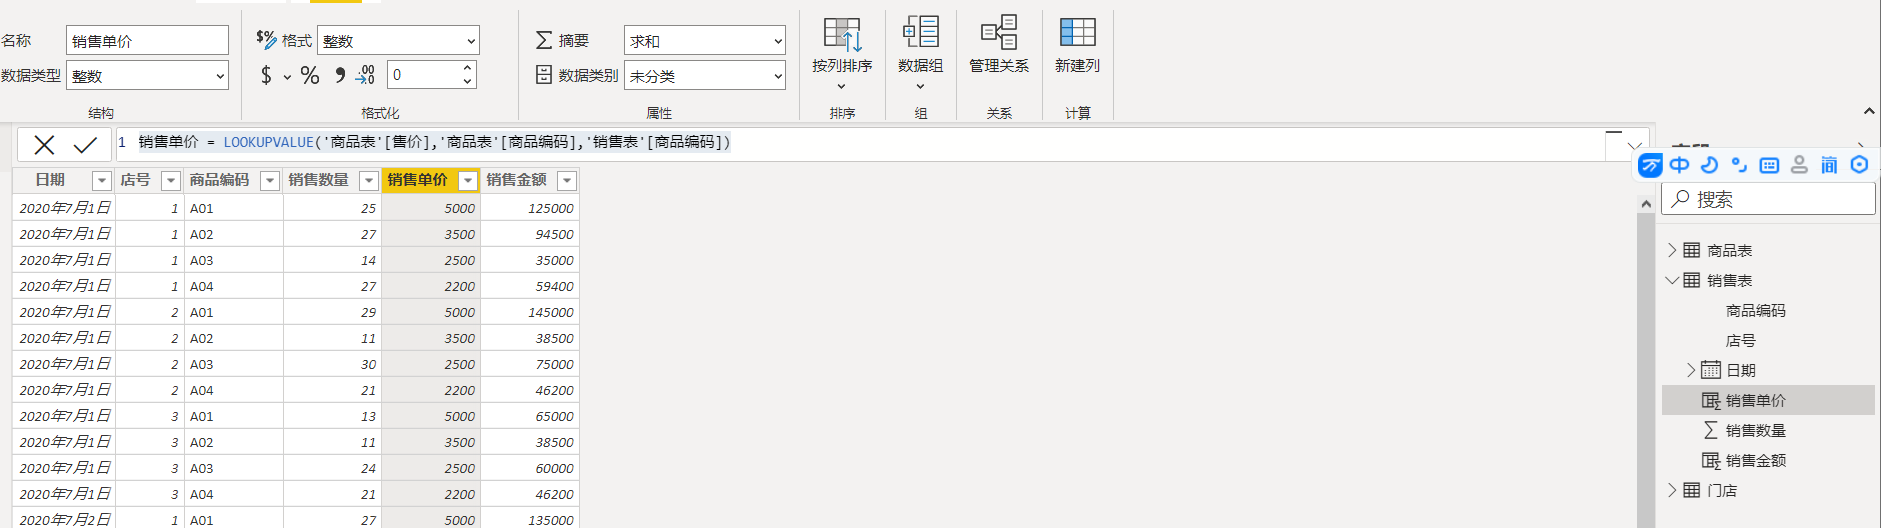 名称 销售单价
数据类型 整数
结构
格式 整数
$ % , .00 0
格式化
摘要 求和
数据类别 未分类
属性
按列排序
排序
数据组
组
管理关系
关系
新建列
计算
1 销售单价 = LOOKUPVALUE('商品表'[售价],'商品表'[商品编码],'销售表'[商品编码])
中 简
搜索
日期 店号 商品编码 销售数量 销售单价 销售金额
2020年7月1日 1 A01 25 5000 125000
2020年7月1日 1 A02 27 3500 94500
2020年7月1日 1 A03 14 2500 35000
2020年7月1日 1 A04 27 2200 59400
2020年7月1日 2 A01 29 5000 145000
2020年7月1日 2 A02 11 3500 38500
2020年7月1日 2 A03 30 2500 75000
2020年7月1日 2 A04 21 2200 46200
2020年7月1日 3 A01 13 5000 65000
2020年7月1日 3 A02 11 3500 38500
2020年7月1日 3 A03 24 2500 60000
2020年7月1日 3 A04 21 2200 46200
2020年7月2日 1 A01 27 5000 135000
商品表
销售表
商品编码
店号
日期
销售单价
销售数量
销售金额
门店